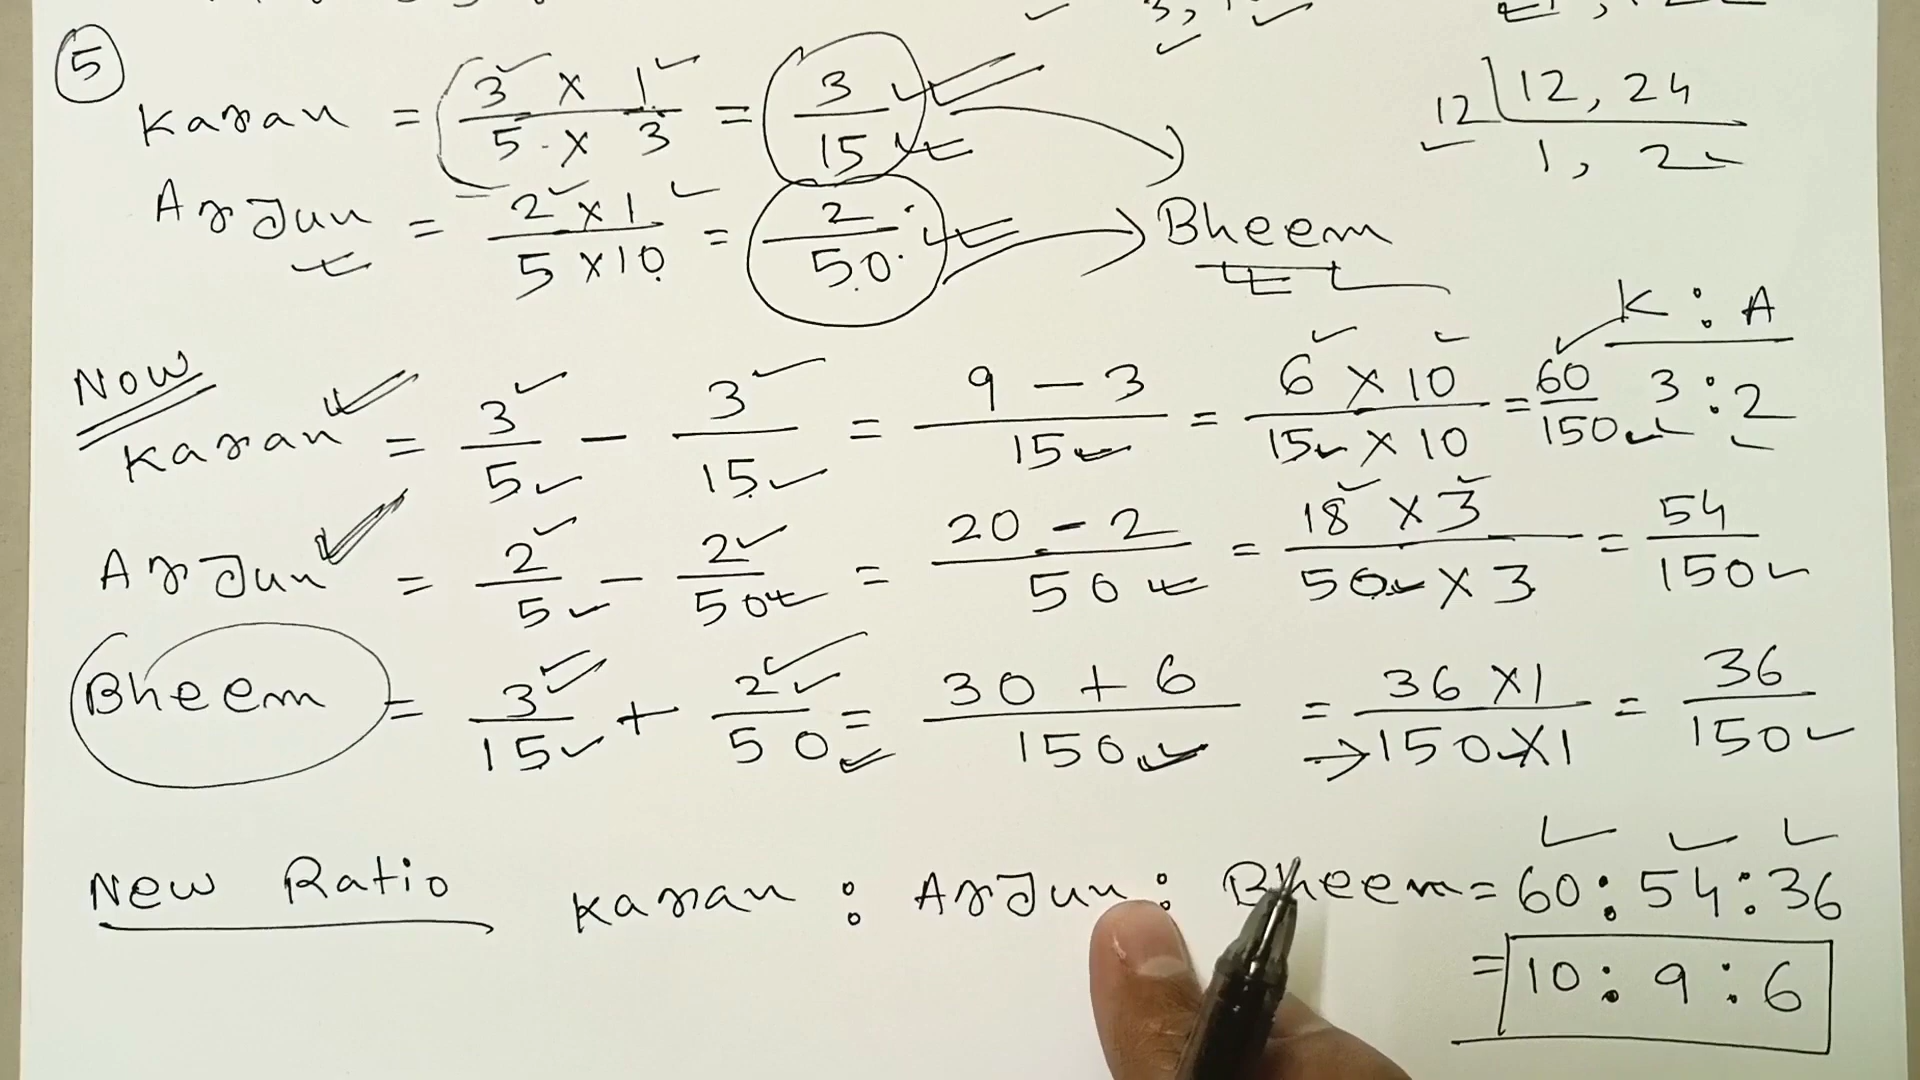 5
Karan = 3 x 1 / 5 x 3 = 3/15
12 | 12, 24
1, 2
Arjun = 2 x 1 / 5 x 10 = 2/50
Bheem
K : A
3 : 2
Now
Karan = 3/5 - 3/15 = 9 - 3 / 15 = 6 x 10 / 15 x 10 = 60/150
Arjun = 2/5 - 2/50 = 20 - 2 / 50 = 18 x 3 / 50 x 3 = 54/150
Bheem = 3/15 + 2/50 = 30 + 6 / 150 = 36 x 1 / 150 x 1 = 36/150
New Ratio Karan : Arjun : Bheem = 60 : 54 : 36
= 10 : 9 : 6